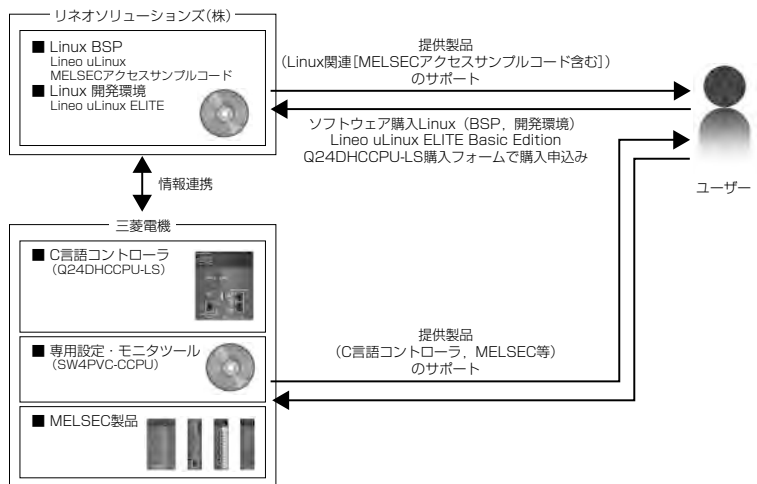 リネオソリューションズ(株)
■ Linux BSP
Lineo uLinux
MELSECアクセスサンプルコード
■ Linux 開発環境
Lineo uLinux ELITE
提供製品
(Linux関連[MELSECアクセスサンプルコード含む])
のサポート
ソフトウェア購入Linux（BSP，開発環境）
Lineo uLinux ELITE Basic Edition
Q24DHCCPU-LS購入フォームで購入申込み
ユーザー
情報連携
三菱電機
■ C言語コントローラ
(Q24DHCCPU-LS)
■ 専用設定・モニタツール
(SW4PVC-CCPU)
■ MELSEC製品
提供製品
(C言語コントローラ，MELSEC等)
のサポート